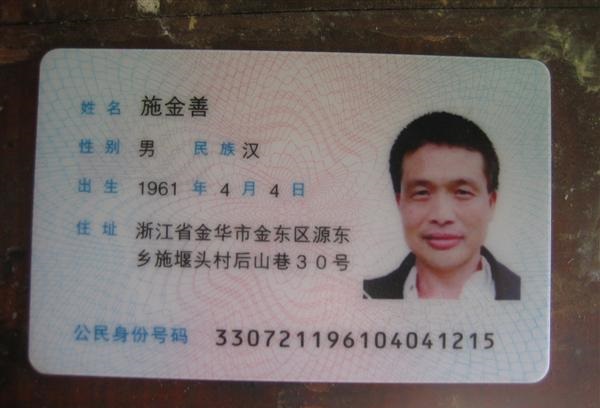 姓名 施金善
性别 男 民族 汉
出生 1961 年 4 月 4 日
住址 浙江省金华市金东区源东
乡施堰头村后山巷30号
公民身份号码 330721196104041215